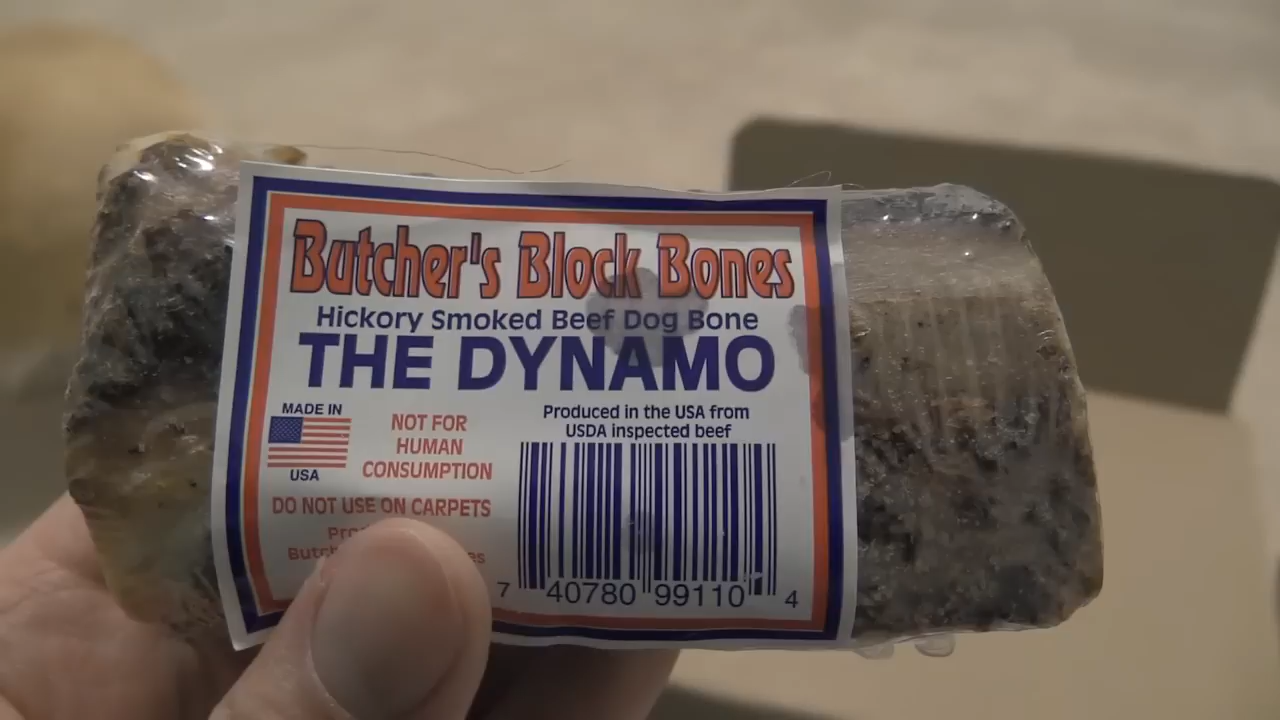 Butcher's Block Bones
Hickory Smoked Beef Dog Bone
THE DYNAMO
MADE IN
USA
NOT FOR
HUMAN
CONSUMPTION
DO NOT USE ON CARPETS
Produced in the USA from
USDA inspected beef
7 40780 99110 4